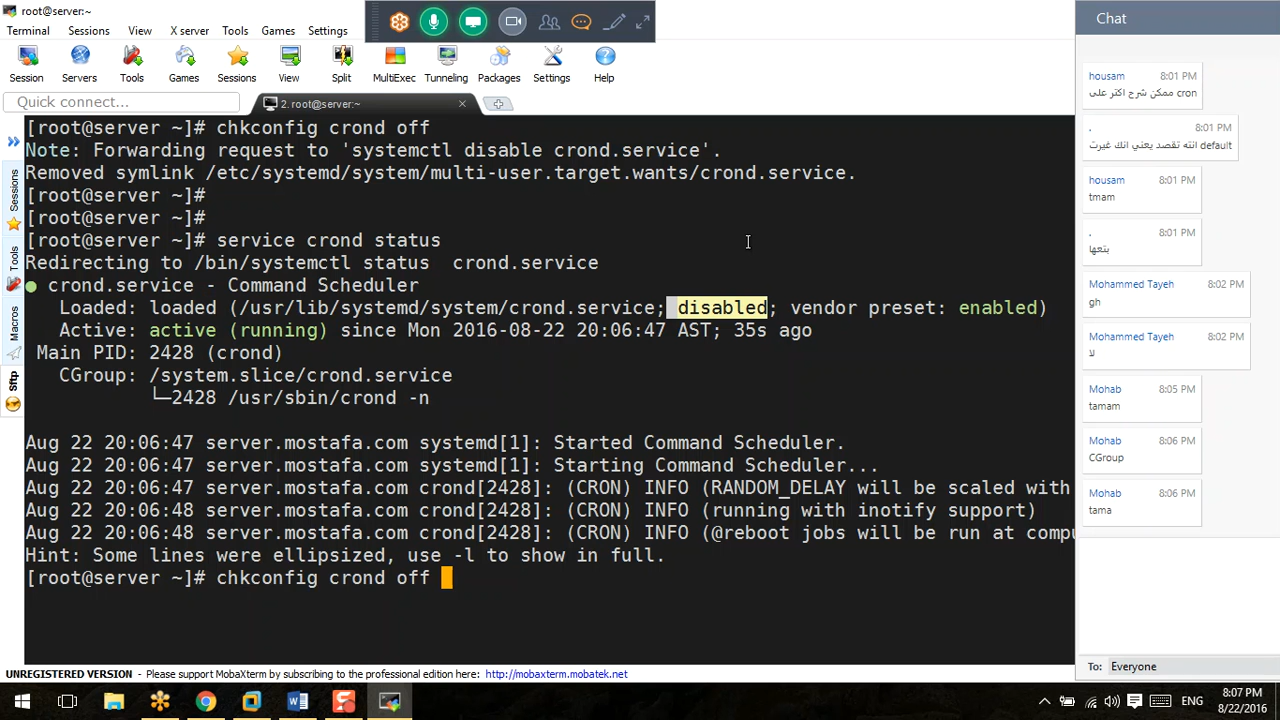 root@server:~
Terminal Sessions View X server Tools Games Settings
Session Servers Tools Games Sessions View Split MultiExec Tunneling Packages Settings Help
Quick connect...
2. root@server:~
[root@server ~]# chkconfig crond off
Note: Forwarding request to 'systemctl disable crond.service'.
Removed symlink /etc/systemd/system/multi-user.target.wants/crond.service.
[root@server ~]#
[root@server ~]#
[root@server ~]# service crond status
Redirecting to /bin/systemctl status  crond.service
● crond.service - Command Scheduler
Loaded: loaded (/usr/lib/systemd/system/crond.service; disabled; vendor preset: enabled)
Active: active (running) since Mon 2016-08-22 20:06:47 AST; 35s ago
Main PID: 2428 (crond)
CGroup: /system.slice/crond.service
└─2428 /usr/sbin/crond -n
Aug 22 20:06:47 server.mostafa.com systemd[1]: Started Command Scheduler.
Aug 22 20:06:47 server.mostafa.com systemd[1]: Starting Command Scheduler...
Aug 22 20:06:47 server.mostafa.com crond[2428]: (CRON) INFO (RANDOM_DELAY will be scaled with
Aug 22 20:06:48 server.mostafa.com crond[2428]: (CRON) INFO (running with inotify support)
Aug 22 20:06:48 server.mostafa.com crond[2428]: (CRON) INFO (@reboot jobs will be run at compu
Hint: Some lines were ellipsized, use -l to show in full.
[root@server ~]# chkconfig crond off
Sessions
Tools
Macros
Sftp
UNREGISTERED VERSION - Please support MobaXterm by subscribing to the professional edition here: http://mobaxterm.mobatek.net
Chat
housam 8:01 PM
ممكن شرح اكثر على cron
. 8:01 PM
انته تقصد يعني انك غيرت default
housam 8:01 PM
tmam
. 8:01 PM
بتعها
Mohammed Tayeh 8:02 PM
gh
Mohammed Tayeh 8:02 PM
لا
Mohab 8:05 PM
tamam
Mohab 8:06 PM
CGroup
Mohab 8:06 PM
tama
To: Everyone
ENG
8:07 PM
8/22/2016